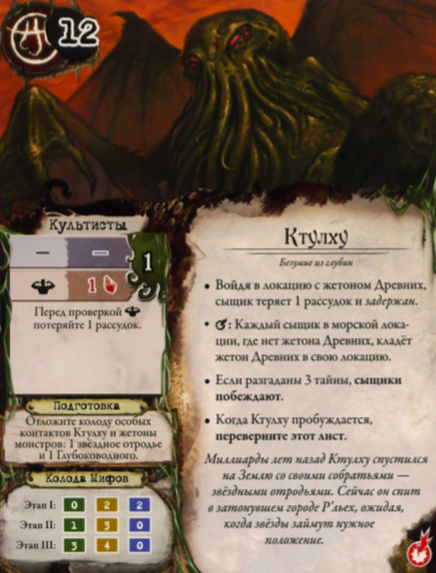 12
Культисты
— —
1
1
Перед проверкой
потеряйте 1 рассудок.
Подготовка
Отложите колоду особых
контактов Ктулху и жетоны
монстров: 1 звёздное отродье
и 1 Глубоководного.
Колода Мифов
Этап I: 0 2 2
Этап II: 1 3 0
Этап III: 3 4 0
Ктулху
Безумие из глубин
• Войдя в локацию с жетоном Древних,
сыщик теряет 1 рассудок и задержан.
• : Каждый сыщик в морской лока-
ции, где нет жетона Древних, кладёт
жетон Древних в свою локацию.
• Если разгаданы 3 тайны, сыщики
побеждают.
• Когда Ктулху пробуждается,
переверните этот лист.
Миллиарды лет назад Ктулху спустился
на Землю со своими собратьями —
звёздными отродьями. Сейчас он спит
в затонувшем городе Р'льех, ожидая,
когда звёзды займут нужное
положение.